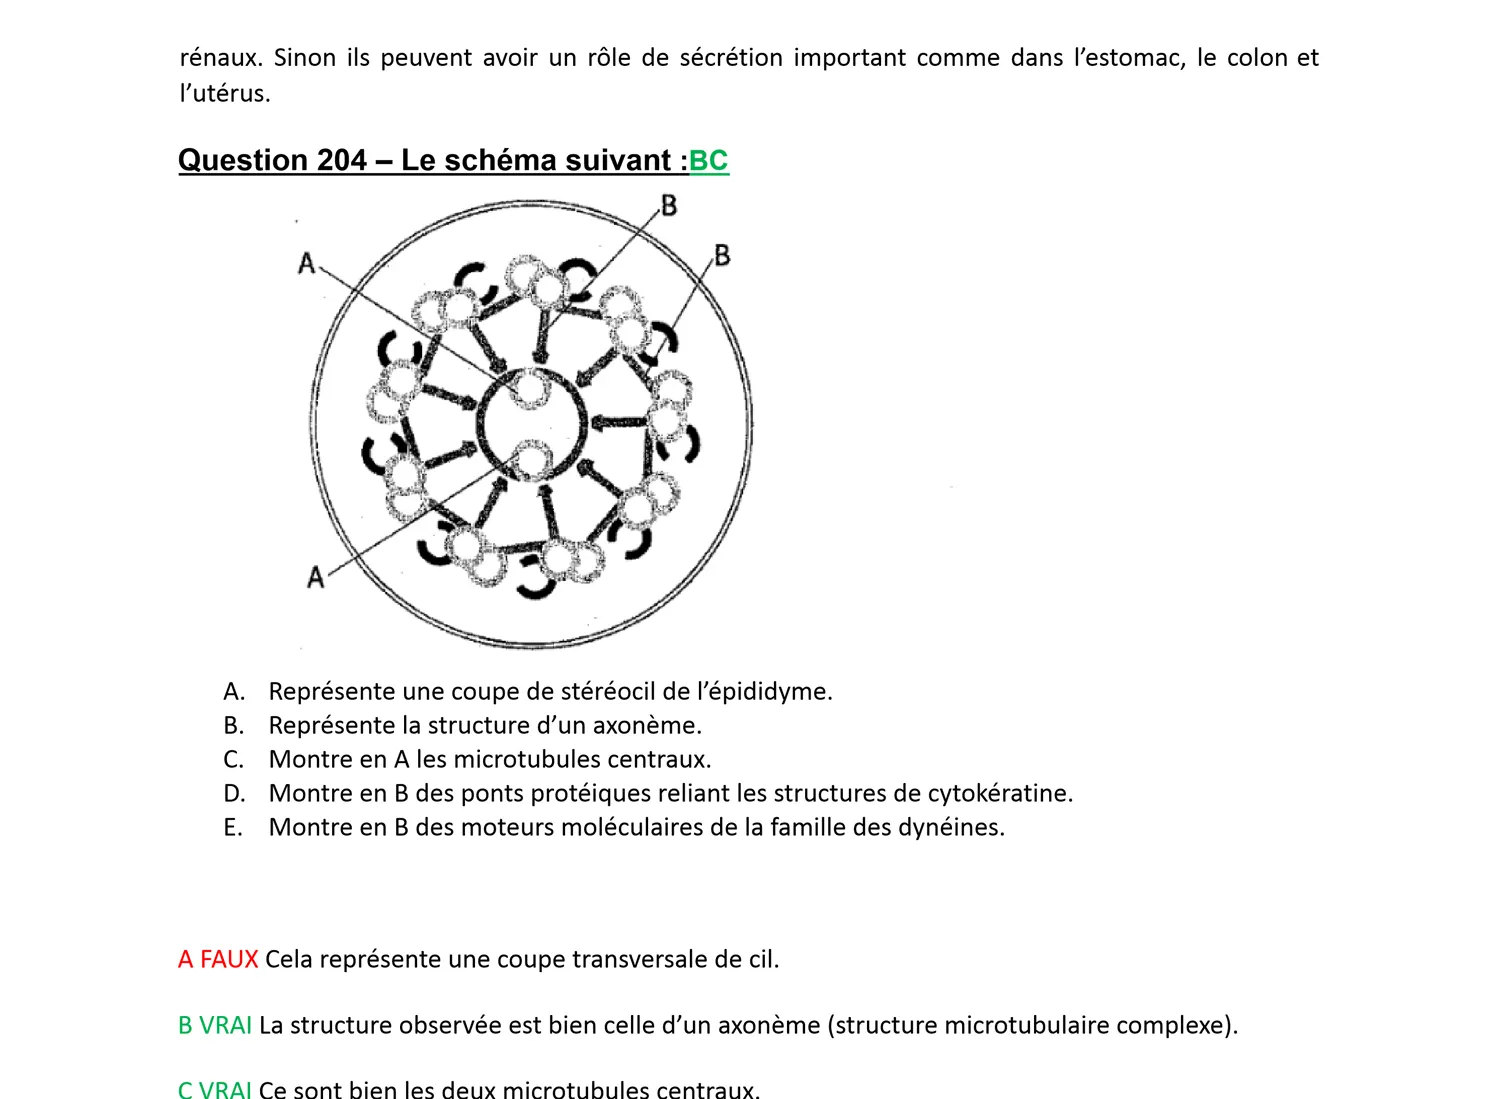 rénaux. Sinon ils peuvent avoir un rôle de sécrétion important comme dans l’estomac, le colon et
l’utérus.
Question 204 – Le schéma suivant :BC
B
B
A
A
A. Représente une coupe de stéréocil de l’épididyme.
B. Représente la structure d’un axonème.
C. Montre en A les microtubules centraux.
D. Montre en B des ponts protéiques reliant les structures de cytokératine.
E. Montre en B des moteurs moléculaires de la famille des dynéines.
A FAUX Cela représente une coupe transversale de cil.
B VRAI La structure observée est bien celle d’un axonème (structure microtubulaire complexe).
C VRAI Ce sont bien les deux microtubules centraux.